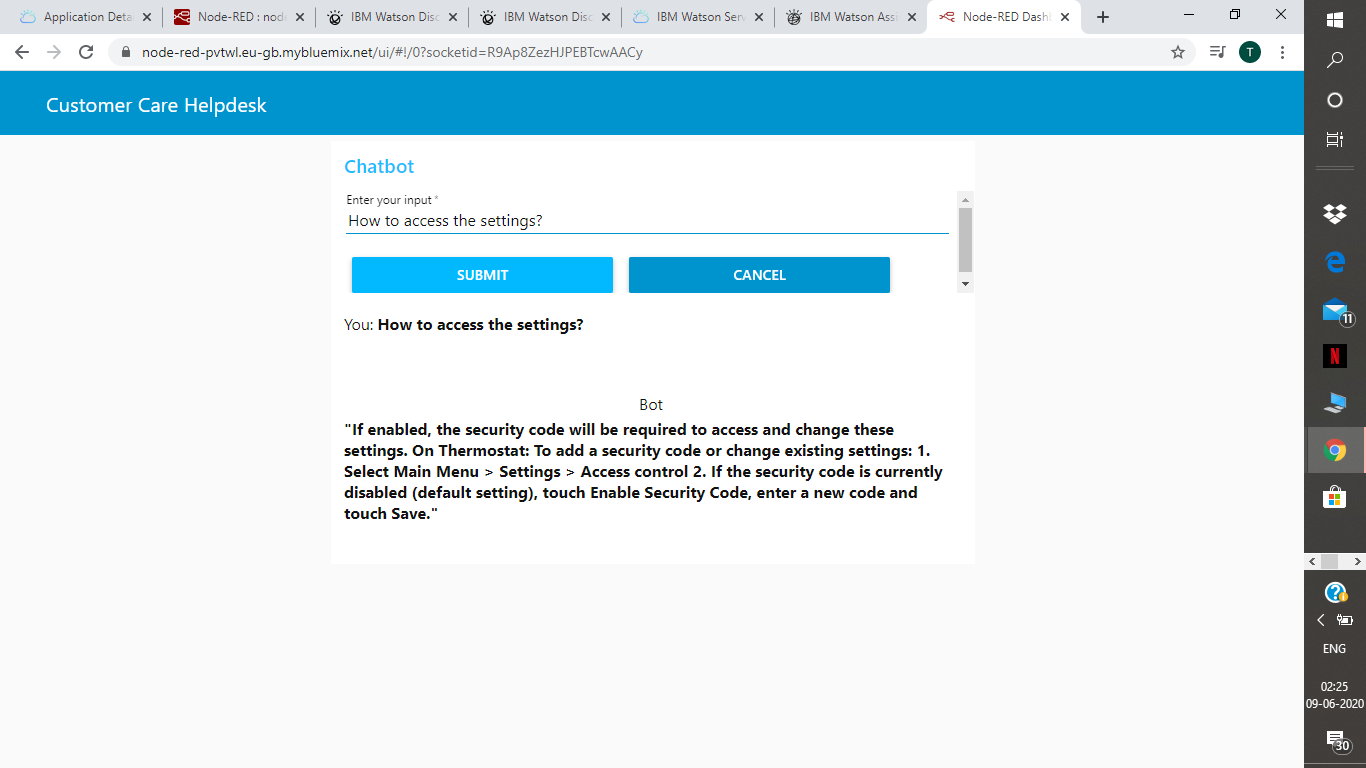 Application Deta
Node-RED : node
IBM Watson Disc
IBM Watson Disc
IBM Watson Serv
IBM Watson Assi
Node-RED Dashl
node-red-pvtwl.eu-gb.mybluemix.net/ui/#!/0?socketid=R9Ap8ZezHJPEBTcwAACy
T
Customer Care Helpdesk
Chatbot
Enter your input *
How to access the settings?
SUBMIT
CANCEL
You: How to access the settings?
Bot
"If enabled, the security code will be required to access and change these
settings. On Thermostat: To add a security code or change existing settings: 1.
Select Main Menu > Settings > Access control 2. If the security code is currently
disabled (default setting), touch Enable Security Code, enter a new code and
touch Save."
11
N
ENG
02:25
09-06-2020
30